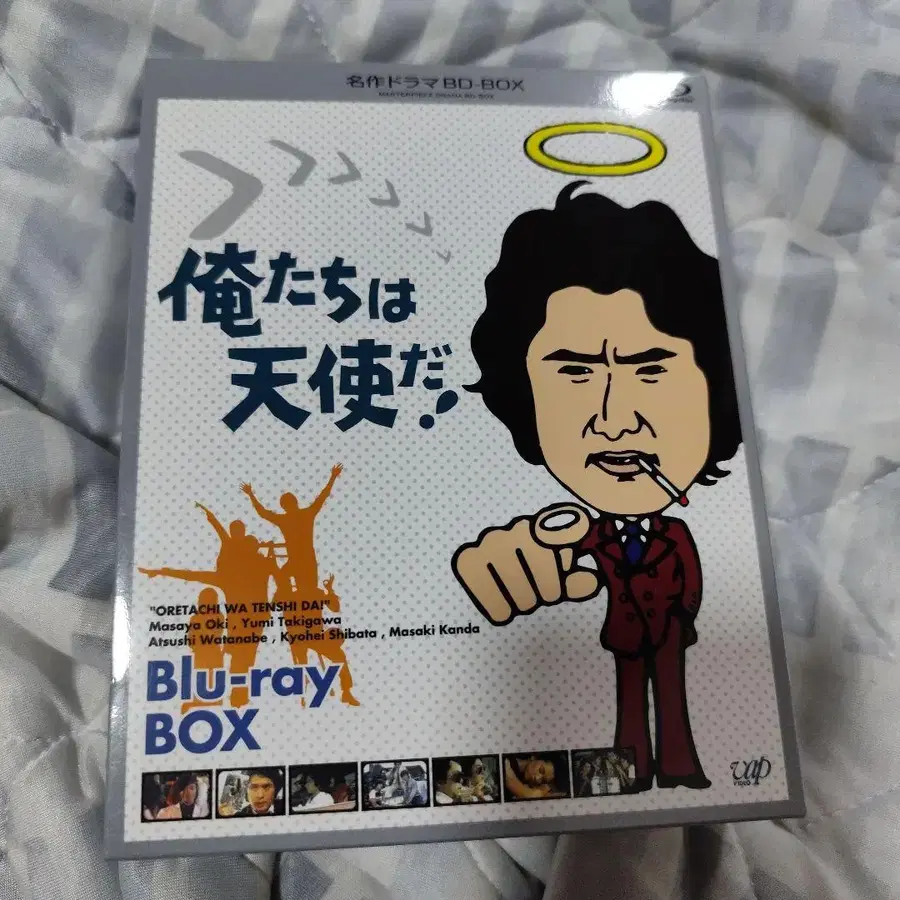 名作ドラマBD-BOX
MASTERPIECE DRAMA BD-BOX
俺たちは
天使だ!
"ORETACHI WA TENSHI DA!"
Masaya Oki , Yumi Takigawa
Atsushi Watanabe , Kyohei Shibata , Masaki Kanda
Blu-ray
BOX
vap
VIDEO